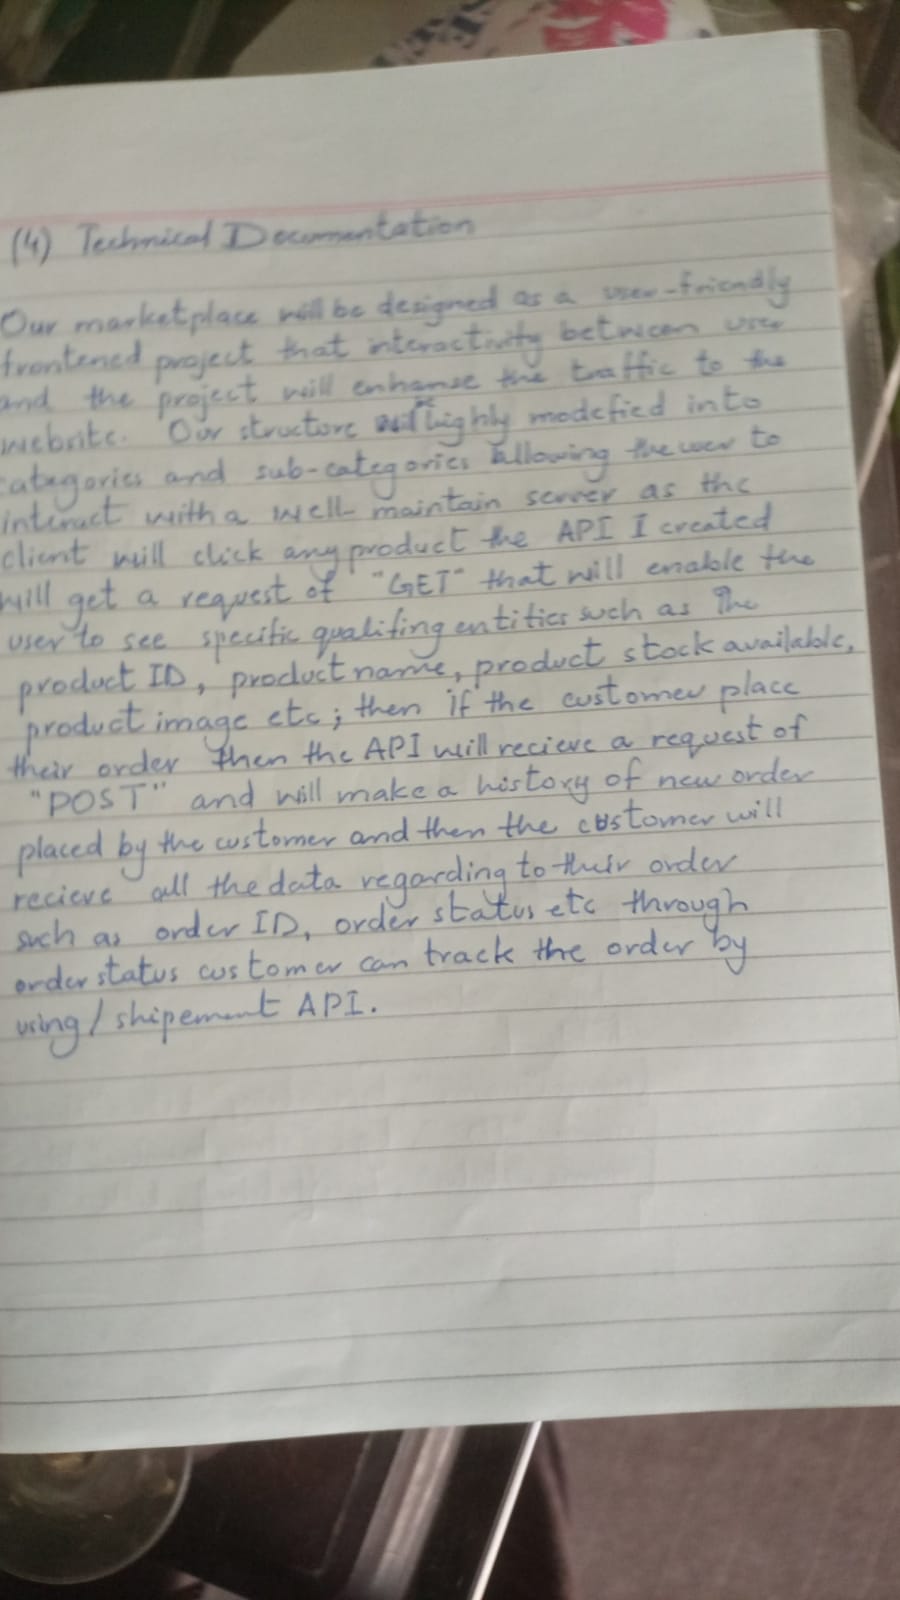 (4) Technical Documentation
Our marketplace will be designed as a user-friendly
frontened project that interactivity between user
and the project will enhanse the traffic to the
website. Our structure will be highly modefied into
categories and sub-categories allowing the user to
interact with a well-maintain server as the
client will click any product the API I created
will get a request of "GET" that will enable the
user to see specific qualifing entities such as the
product ID, product name, product stock available,
product image etc; then if the customer place
their order then the API will recieve a request of
"POST" and will make a history of new order
placed by the customer and then the customer will
recieve all the data regarding to their order
such as order ID, order status etc through
order status customer can track the order by
using /shipement API.